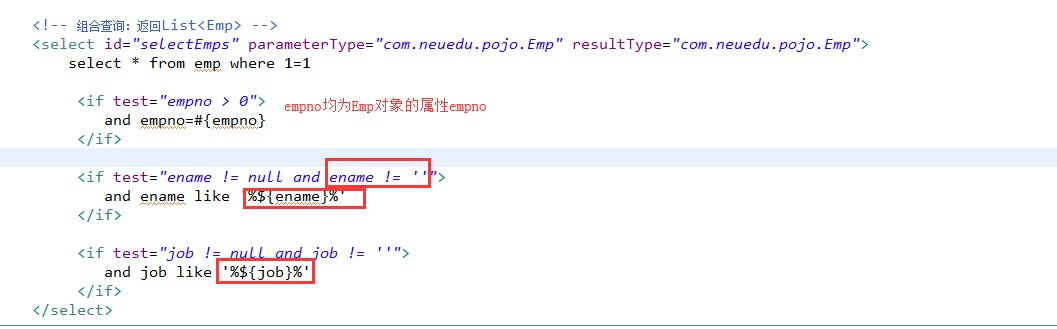 <!-- 组合查询：返回List<Emp> -->
<select id="selectEmps" parameterType="com.neuedu.pojo.Emp" resultType="com.neuedu.pojo.Emp">
select * from emp where 1=1
<if test="empno > 0"> empno均为Emp对象的属性empno
and empno=#{empno}
</if>
<if test="ename != null and ename != ''">
and ename like '%${ename}%'
</if>
<if test="job != null and job != ''">
and job like '%${job}%'
</if>
</select>